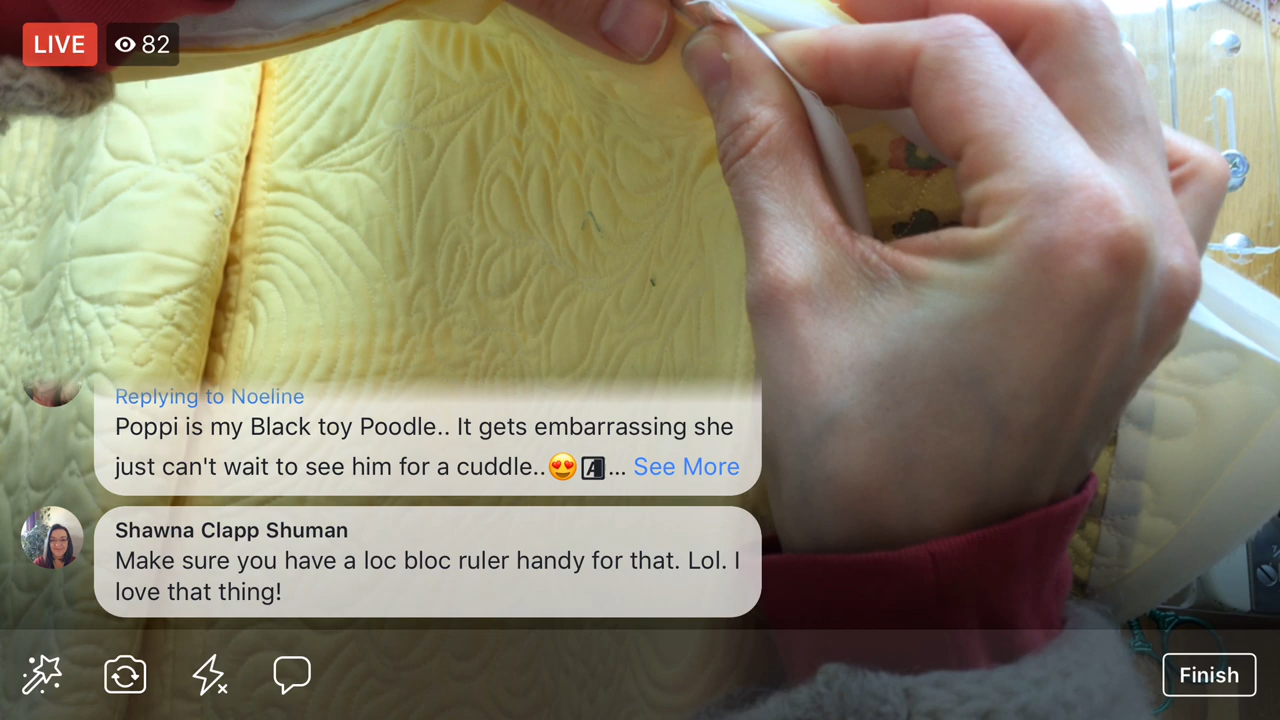 LIVE 82
Replying to Noeline
Poppi is my Black toy Poodle.. It gets embarrassing she
just can't wait to see him for a cuddle..😍🅰... See More
Shawna Clapp Shuman
Make sure you have a loc bloc ruler handy for that. Lol. I
love that thing!
Finish